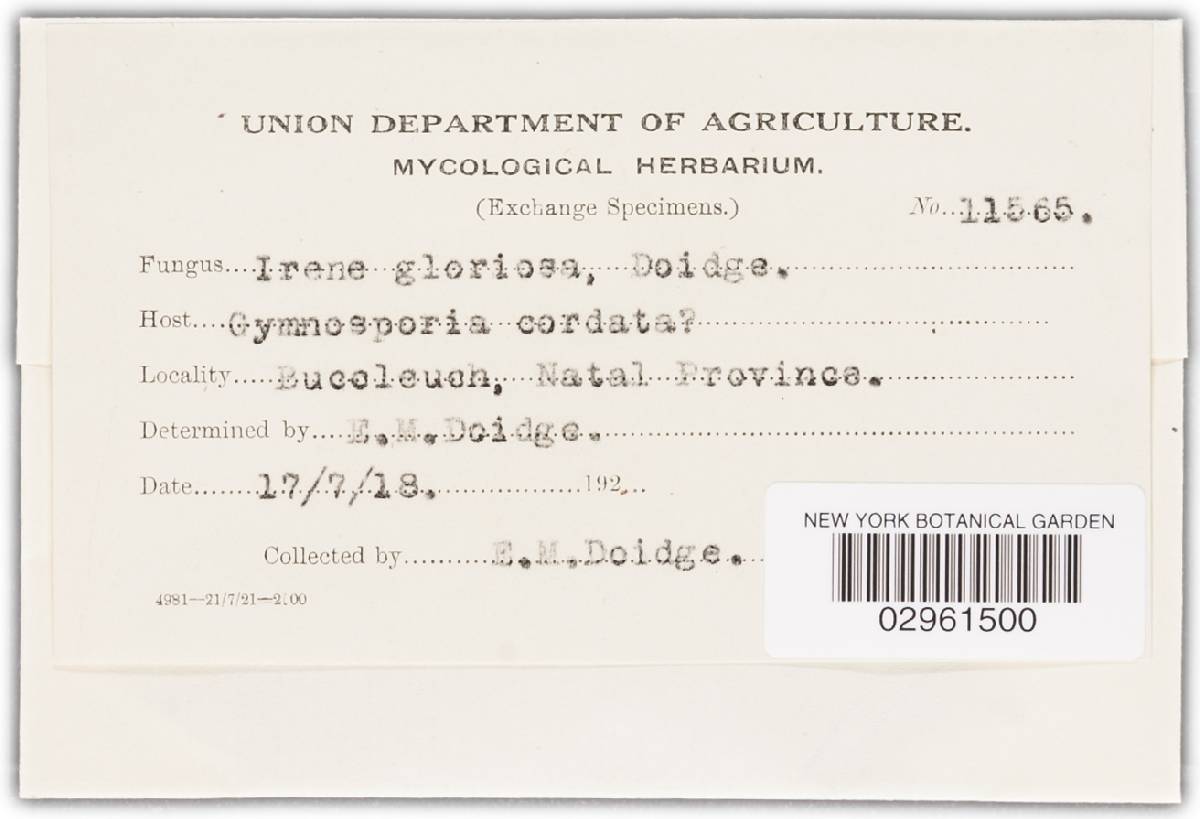 UNION DEPARTMENT OF AGRICULTURE.
MYCOLOGICAL HERBARIUM.
(Exchange Specimens.) No...11565.
Fungus....Irene gloriosa, Doidge.
Host....Gymnosporia cordata?
Locality.....Buccleuch, Natal Province.
Determined by....E.M.Doidge.
Date.......17/7/18. 192...
Collected by..........E.M.Doidge.
4981—21/7/21—2000
NEW YORK BOTANICAL GARDEN
02961500